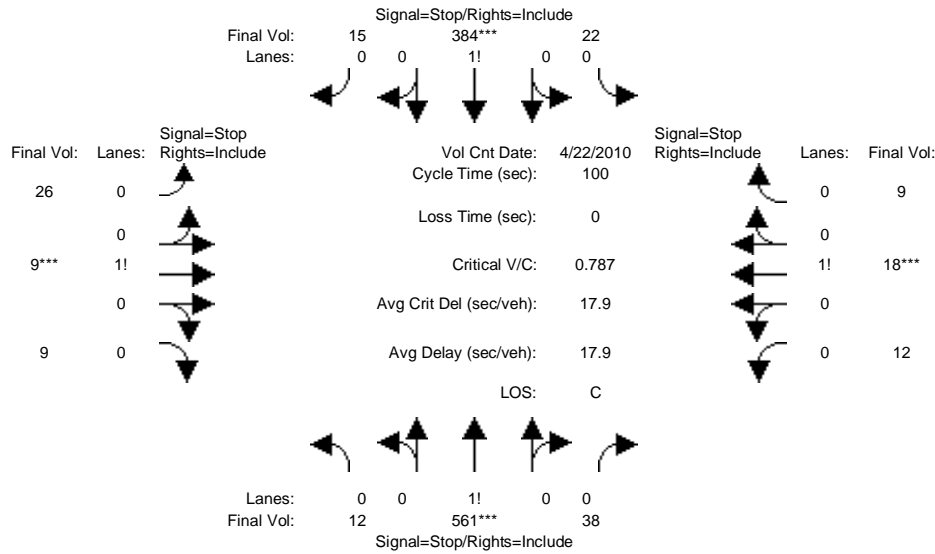 Signal=Stop/Rights=Include
Final Vol: 15 384*** 22
Lanes: 0 0 1! 0 0
Signal=Stop
Final Vol: Lanes: Rights=Include
Vol Cnt Date: 4/22/2010
Signal=Stop
Rights=Include Lanes: Final Vol:
Cycle Time (sec): 100
26 0
0 9
Loss Time (sec): 0
0
0
9*** 1!
Critical V/C: 0.787
1! 18***
0
Avg Crit Del (sec/veh): 17.9
0
9 0
Avg Delay (sec/veh): 17.9
0 12
LOS: C
Lanes: 0 0 1! 0 0
Final Vol: 12 561*** 38
Signal=Stop/Rights=Include